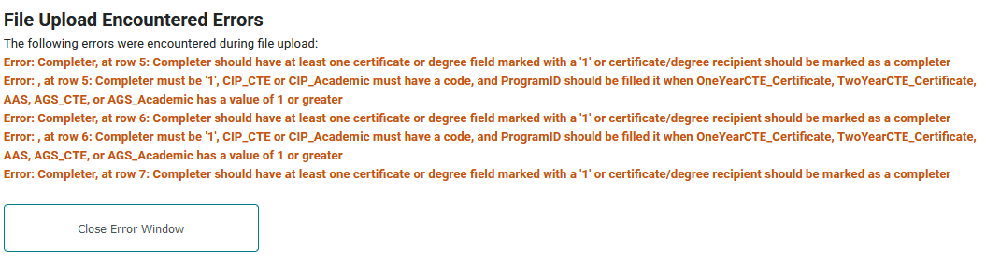 File Upload Encountered Errors
The following errors were encountered during file upload:
Error: Completer, at row 5: Completer should have at least one certificate or degree field marked with a '1' or certificate/degree recipient should be marked as a completer
Error: , at row 5: Completer must be '1', CIP_CTE or CIP_Academic must have a code, and ProgramID should be filled it when OneYearCTE_Certificate, TwoYearCTE_Certificate,
AAS, AGS_CTE, or AGS_Academic has a value of 1 or greater
Error: Completer, at row 6: Completer should have at least one certificate or degree field marked with a '1' or certificate/degree recipient should be marked as a completer
Error: , at row 6: Completer must be '1', CIP_CTE or CIP_Academic must have a code, and ProgramID should be filled it when OneYearCTE_Certificate, TwoYearCTE_Certificate,
AAS, AGS_CTE, or AGS_Academic has a value of 1 or greater
Error: Completer, at row 7: Completer should have at least one certificate or degree field marked with a '1' or certificate/degree recipient should be marked as a completer
Close Error Window